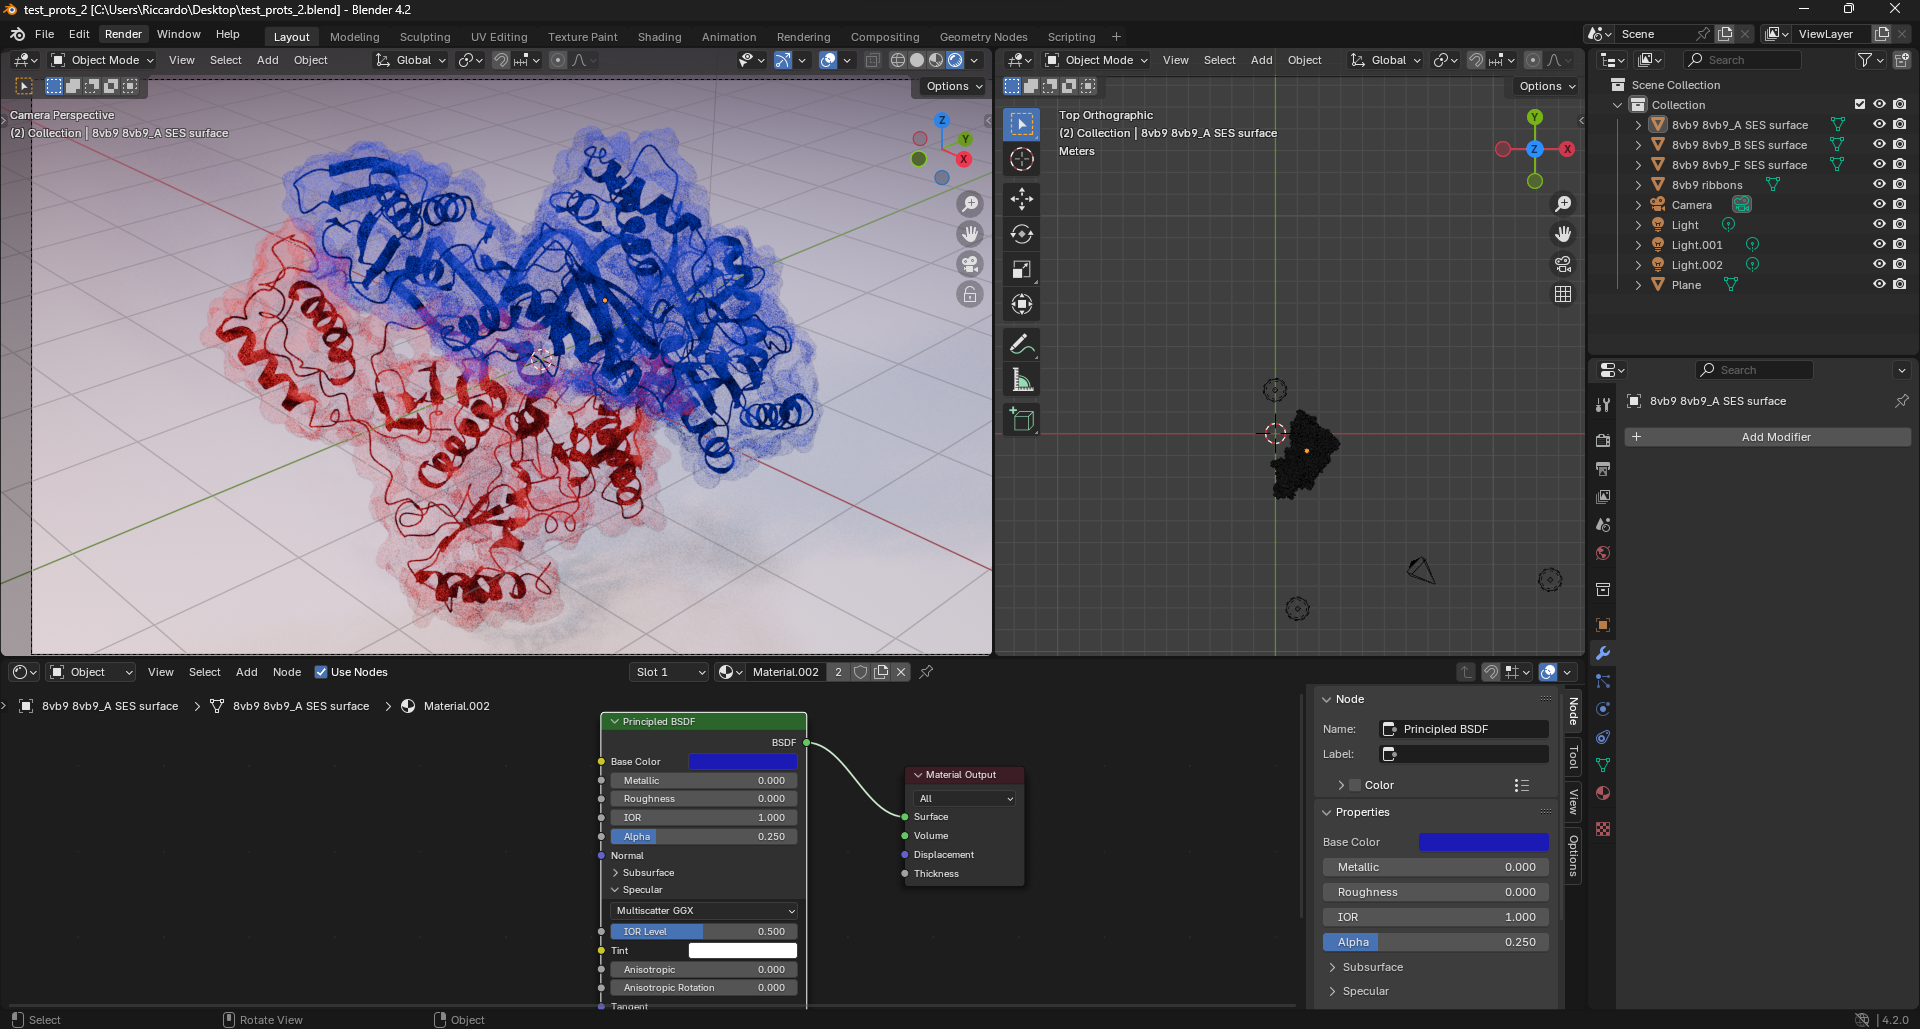 test_prots_2 [C:\Users\Riccardo\Desktop\test_prots_2.blend] - Blender 4.2
File Edit Render Window Help Layout Modeling Sculpting UV Editing Texture Paint Shading Animation Rendering Compositing Geometry Nodes Scripting + Scene ViewLayer
Object Mode View Select Add Object Global
Options
Camera Perspective
(2) Collection | 8vb9 8vb9_A SES surface
Z
Y
X
Object Mode View Select Add Object Global
Options
Top Orthographic
(2) Collection | 8vb9 8vb9_A SES surface
Meters
Y
Z X
Search
Scene Collection
Collection
8vb9 8vb9_A SES surface
8vb9 8vb9_B SES surface
8vb9 8vb9_F SES surface
8vb9 ribbons
Camera
Light
Light.001
Light.002
Plane
Search
8vb9 8vb9_A SES surface
+ Add Modifier
Object View Select Add Node Use Nodes Slot 1 Material.002 2
8vb9 8vb9_A SES surface > 8vb9 8vb9_A SES surface > Material.002
Principled BSDF
BSDF
Base Color
Metallic 0.000
Roughness 0.000
IOR 1.000
Alpha 0.250
Normal
Subsurface
Specular
Multiscatter GGX
IOR Level 0.500
Tint
Anisotropic 0.000
Anisotropic Rotation 0.000
Tangent
Material Output
All
Surface
Volume
Displacement
Thickness
Node
Name: Principled BSDF
Label:
Color
Properties
Base Color
Metallic 0.000
Roughness 0.000
IOR 1.000
Alpha 0.250
Subsurface
Specular
Node
Tool
View
Options
Select Rotate View Object 4.2.0